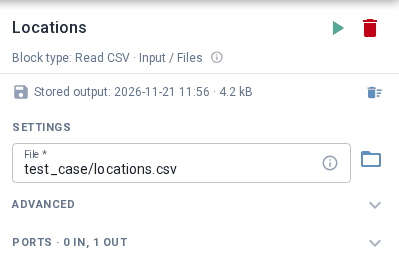 Locations
Block type: Read CSV · Input / Files
Stored output: 2026-11-21 11:56 · 4.2 kB
SETTINGS
File *
test_case/locations.csv
ADVANCED
PORTS · 0 IN, 1 OUT